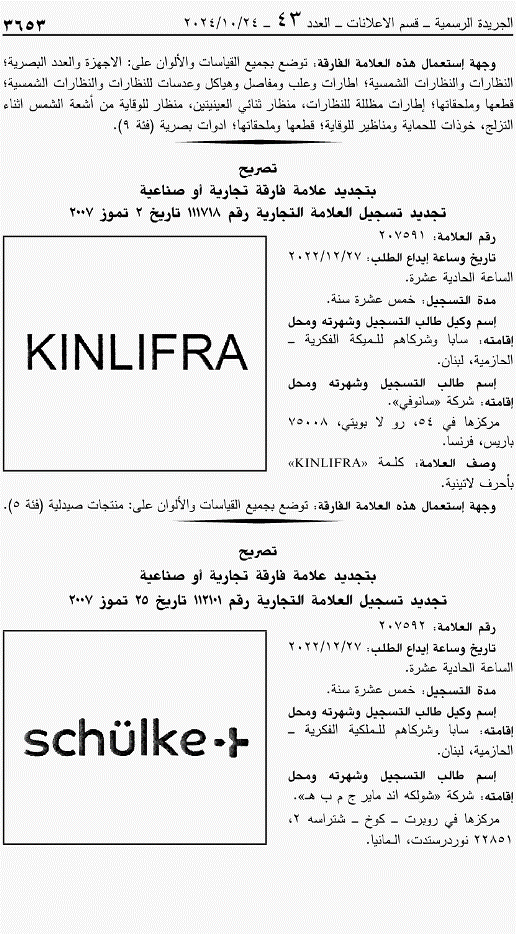 الجريدة الرسمية ــ قسم الاعلانات ــ العدد ٤٣ ــ ٢٠٢٤/١٠/٢٤
٣٦٥٣
وجهة إستعمال هذه العلامة الفارقة: توضع بجميع القياسات والألوان على: الاجهزة والعدد البصرية؛
النظارات والنظارات الشمسية؛ اطارات وعلب ومفاصل وهياكل وعدسات للنظارات والنظارات الشمسية؛
قطعها وملحقاتها؛ إطارات مظللة للنظارات، منظار ثنائي العينيتين، منظار للوقاية من أشعة الشمس اثناء
التزلج، خوذات للحماية ومناظير للوقاية؛ قطعها وملحقاتها؛ ادوات بصرية (فئة ٩).
تصريح
بتجديد علامة فارقة تجارية أو صناعية
تجديد تسجيل العلامة التجارية رقم ١١١٧١٨ تاريخ ٢ تموز ٢٠٠٧
رقم العلامة: ٢٠٧٥٩١
تاريخ وساعة إيداع الطلب: ٢٠٢٢/١٢/٢٧
الساعة الحادية عشرة.
مدة التسجيل: خمس عشرة سنة.
إسم وكيل طالب التسجيل وشهرته ومحل
إقامته: سابا وشركاهم للميكة الفكرية ــ
الحازمية، لبنان.
إسم طالب التسجيل وشهرته ومحل
إقامته: شركة «سانوفي».
مركزها في ٥٤، رو لا بويتي، ٧٥٠٠٨
باريس، فرنسا.
وصف العلامة: كلمة «KINLIFRA»
بأحرف لاتينية.
KINLIFRA
وجهة إستعمال هذه العلامة الفارقة: توضع بجميع القياسات والألوان على: منتجات صيدلية (فئة ٥).
تصريح
بتجديد علامة فارقة تجارية أو صناعية
تجديد تسجيل العلامة التجارية رقم ١١٢١٠١ تاريخ ٢٥ تموز ٢٠٠٧
رقم العلامة: ٢٠٧٥٩٢
تاريخ وساعة إيداع الطلب: ٢٠٢٢/١٢/٢٧
الساعة الحادية عشرة.
مدة التسجيل: خمس عشرة سنة.
إسم وكيل طالب التسجيل وشهرته ومحل
إقامته: سابا وشركاهم للملكية الفكرية ــ
الحازمية، لبنان.
إسم طالب التسجيل وشهرته ومحل
إقامته: شركة «شولكه اند ماير ج م ب هـ».
مركزها في روبرت ــ كوخ ــ شتراسه ٢،
٢٢٨٥١ نوردرستدت، المانيا.
schülke